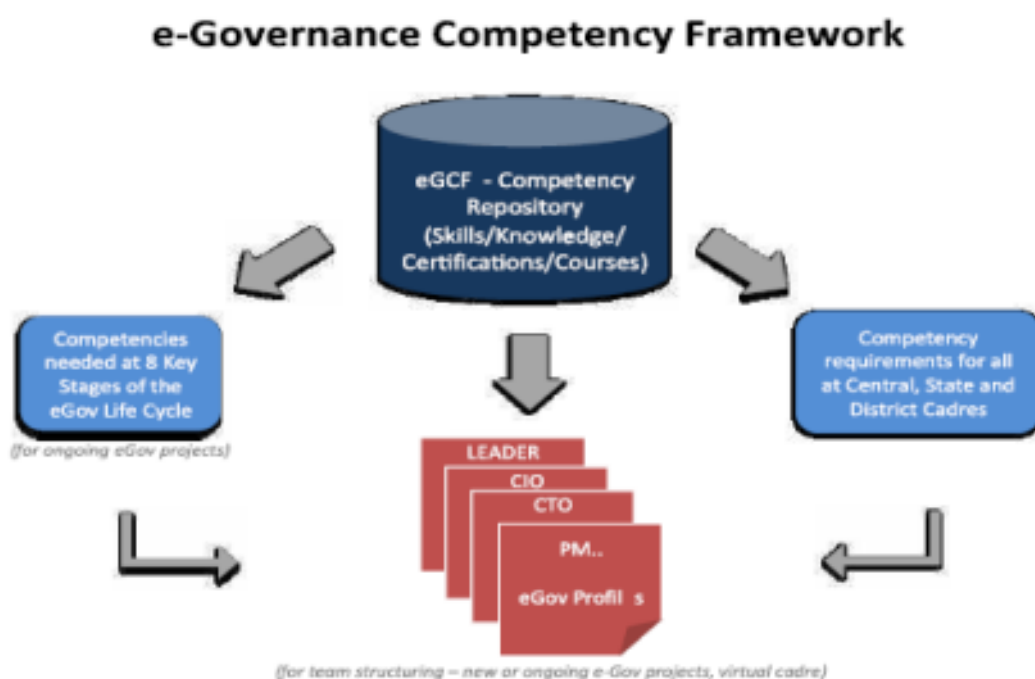 e-Governance Competency Framework
eGCF - Competency
Repository
(Skills/Knowledge/
Certifications/Courses)
Competencies
needed at 8 Key
Stages of the
eGov Life Cycle
(for ongoing eGov projects)
Competency
requirements for all
at Central, State and
District Cadres
LEADER
CIO
CTO
PM..
eGov Profil s
(for team structuring – new or ongoing e-Gov projects, virtual cadre)